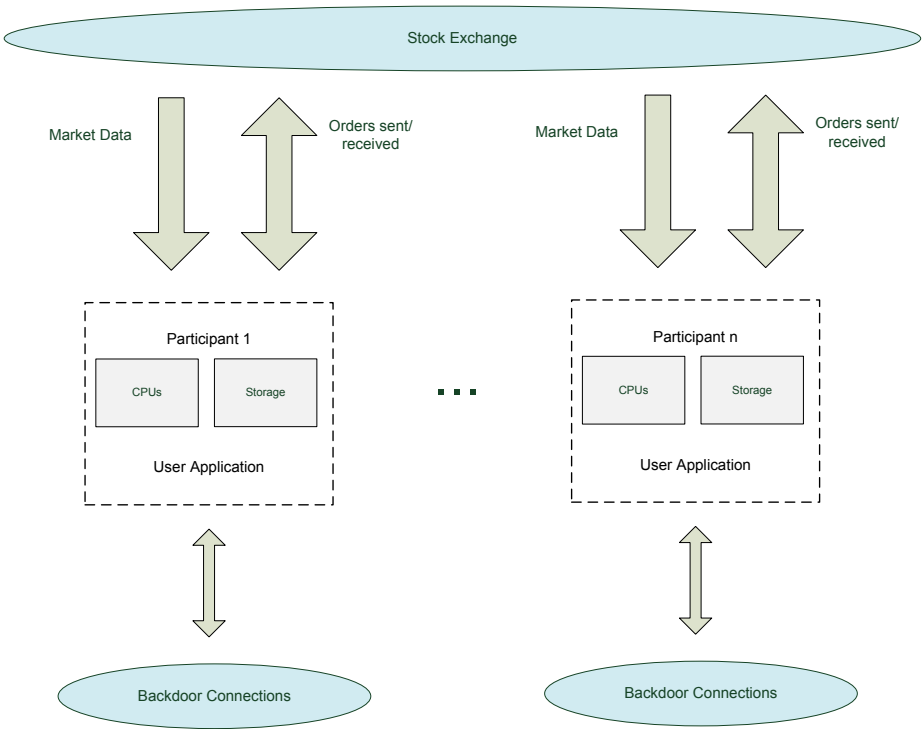 Stock Exchange
Market Data
Orders sent/
received
Market Data
Orders sent/
received
Participant 1
CPUs
Storage
User Application
...
Participant n
CPUs
Storage
User Application
Backdoor Connections
Backdoor Connections